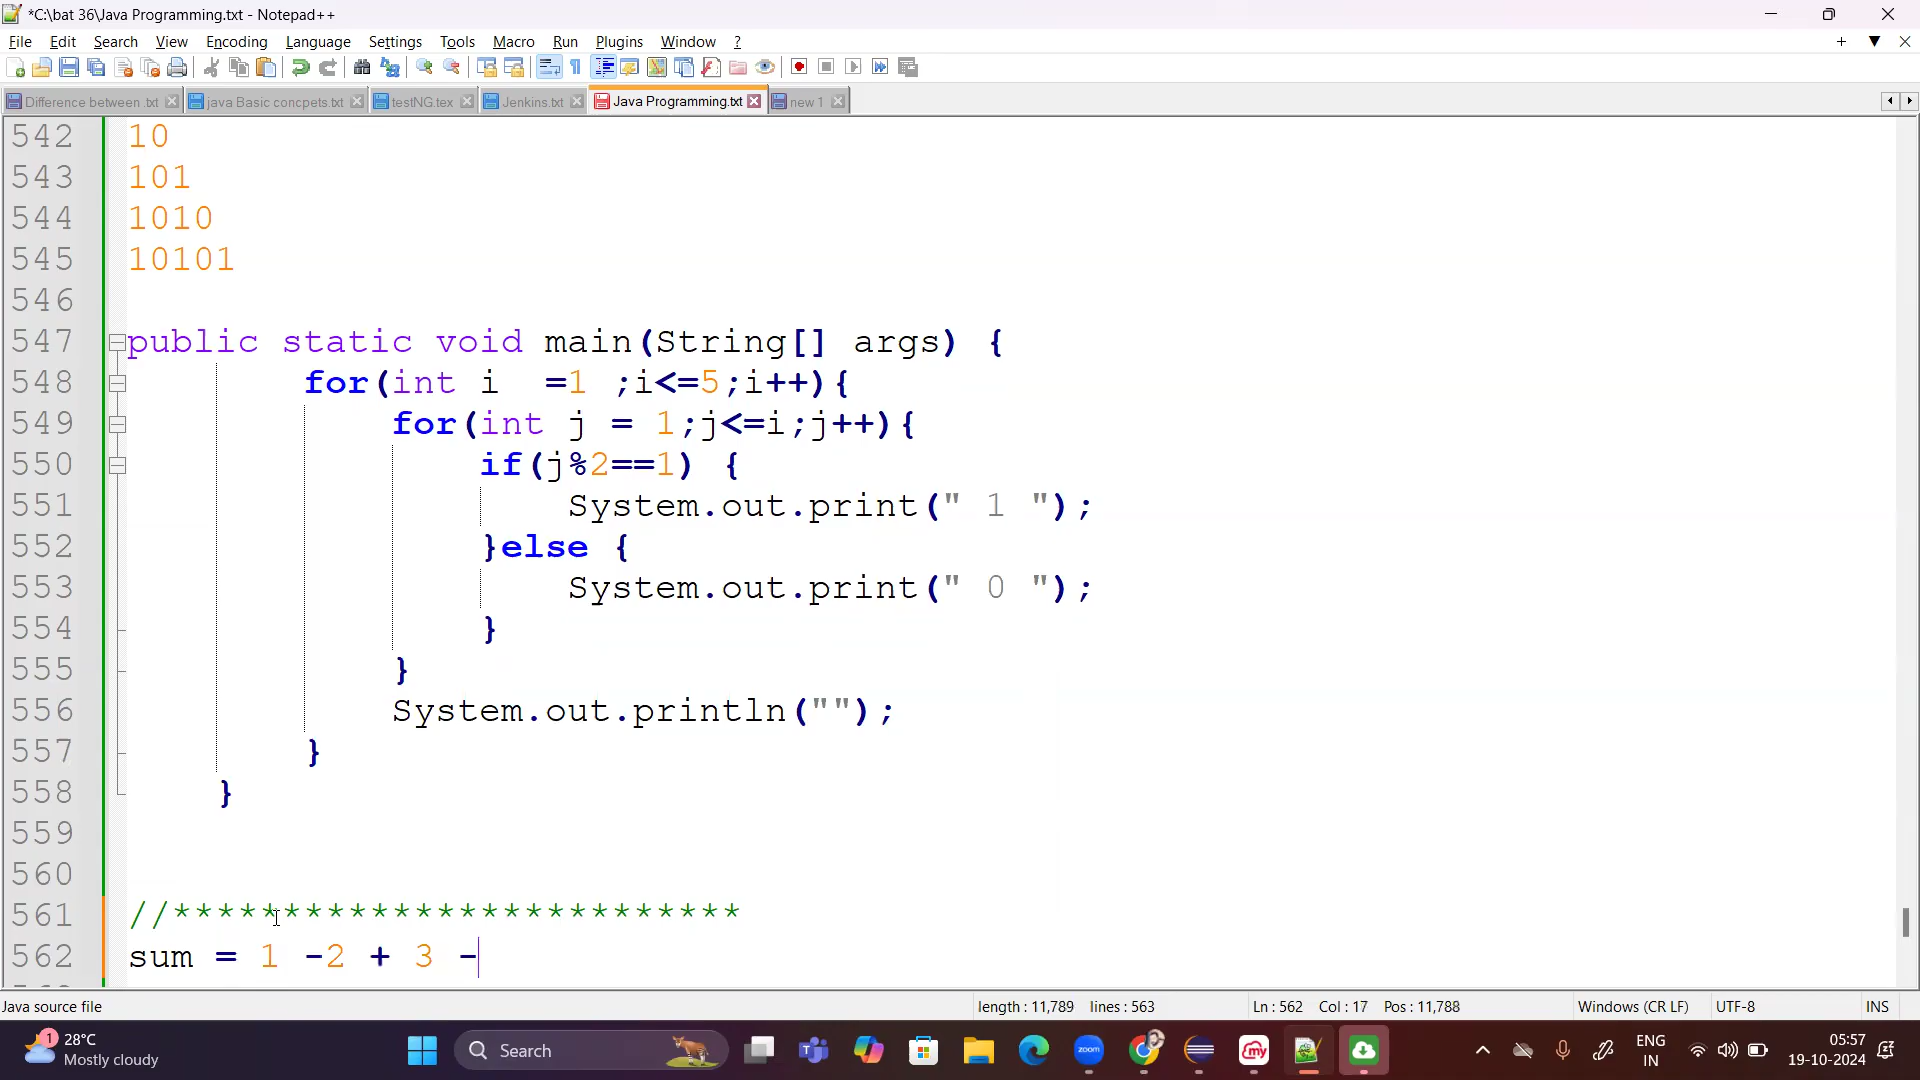 *C:\bat 36\Java Programming.txt - Notepad++
File Edit Search View Encoding Language Settings Tools Macro Run Plugins Window ?
Difference between .txt java Basic concpets.txt testNG.tex Jenkins.txt Java Programming.txt new 1
542 10
543 101
544 1010
545 10101
546
547 public static void main(String[] args) {
548 for(int i  =1 ;i<=5;i++){
549 for(int j = 1;j<=i;j++){
550 if(j%2==1) {
551 System.out.print(" 1 ");
552 }else {
553 System.out.print(" 0 ");
554 }
555 }
556 System.out.println("");
557 }
558 }
559
560
561 //**************************
562 sum = 1 -2 + 3 -
Java source file length : 11,789 lines : 563 Ln : 562 Col : 17 Pos : 11,788 Windows (CR LF) UTF-8 INS
1 28°C
Mostly cloudy
Search
zoom
my
ENG
IN
05:57
19-10-2024